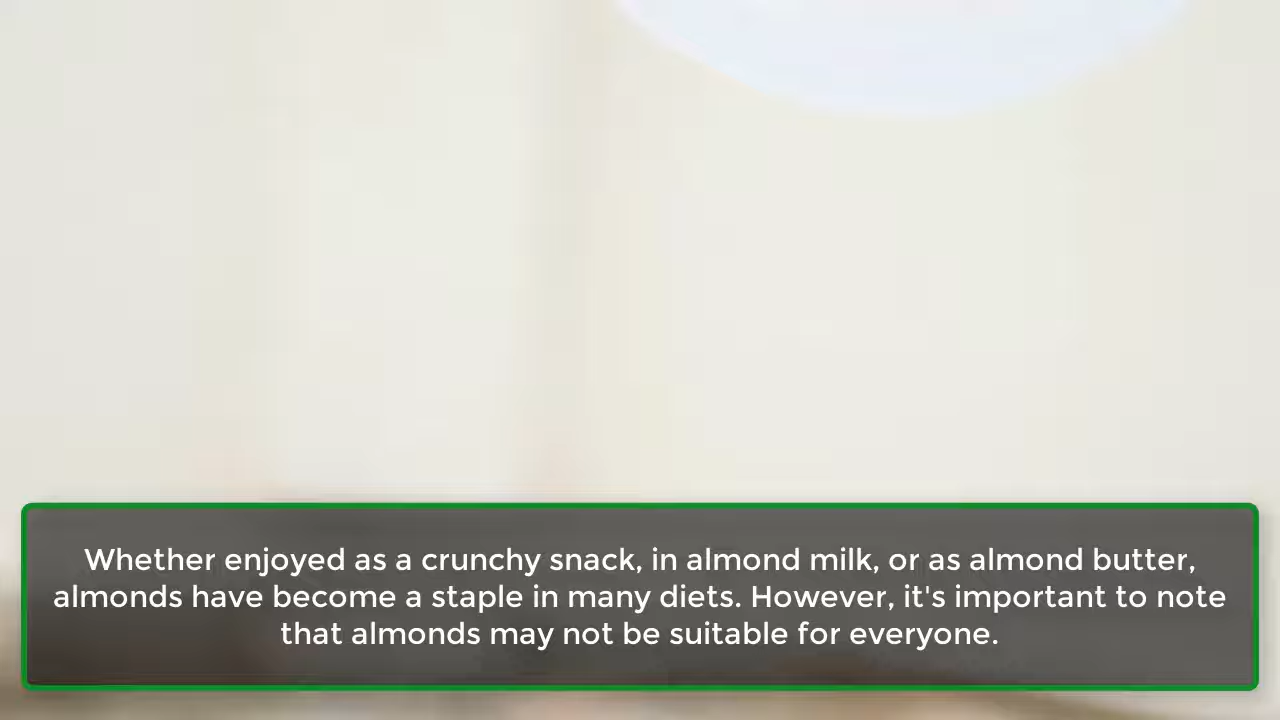 Whether enjoyed as a crunchy snack, in almond milk, or as almond butter,
almonds have become a staple in many diets. However, it's important to note
that almonds may not be suitable for everyone.